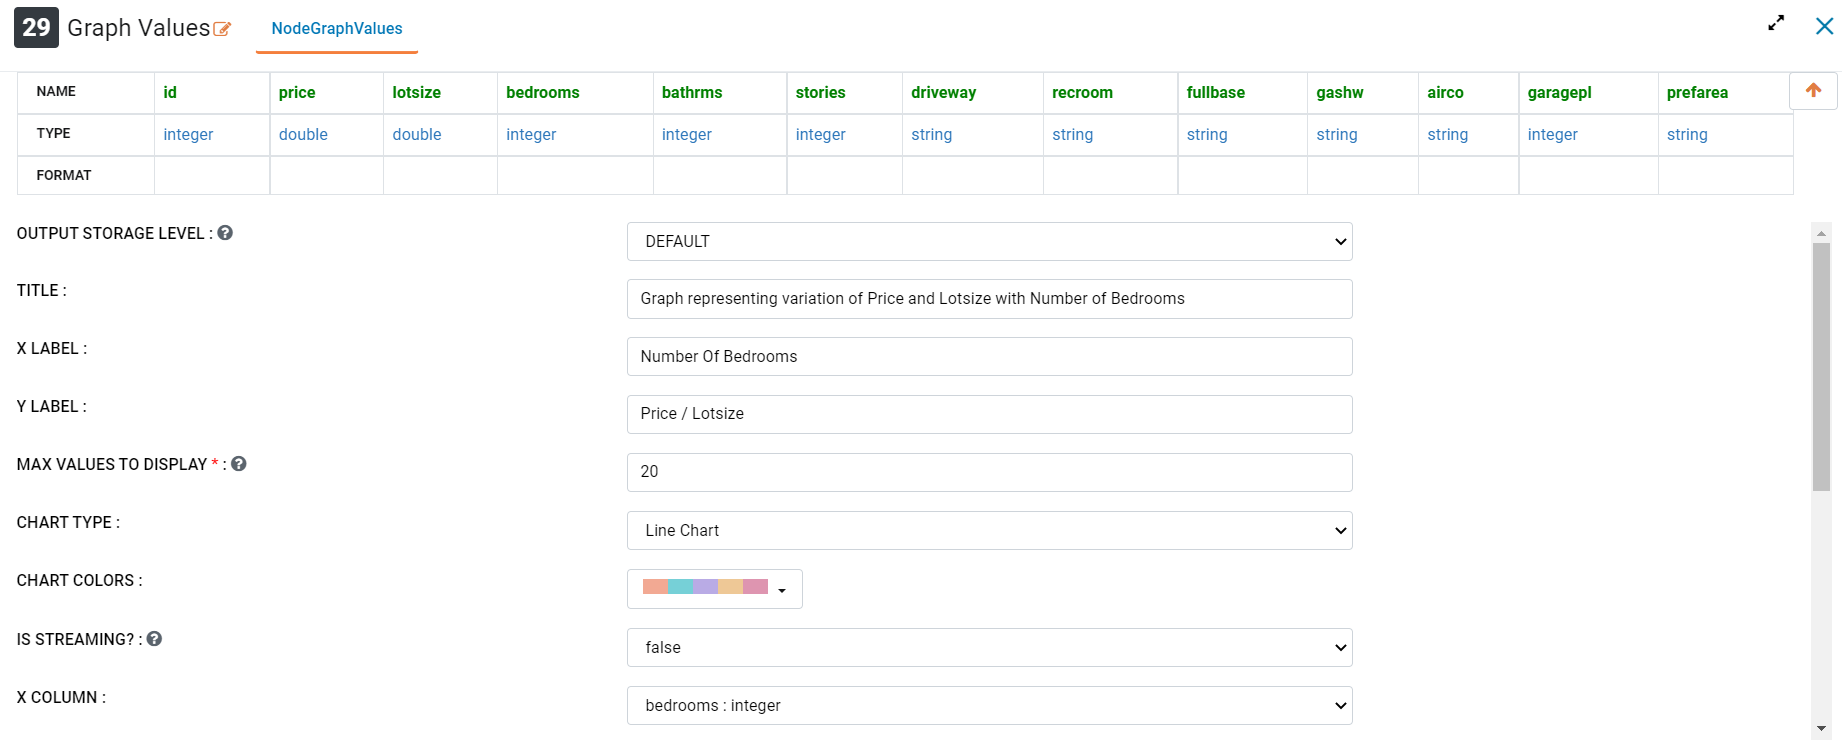 29 Graph Values NodeGraphValues
NAME id price lotsize bedrooms bathrms stories driveway recroom fullbase gashw airco garagepl prefarea
TYPE integer double double integer integer integer string string string string string integer string
FORMAT
OUTPUT STORAGE LEVEL : DEFAULT
TITLE : Graph representing variation of Price and Lotsize with Number of Bedrooms
X LABEL : Number Of Bedrooms
Y LABEL : Price / Lotsize
MAX VALUES TO DISPLAY * : 20
CHART TYPE : Line Chart
CHART COLORS :
IS STREAMING? : false
X COLUMN : bedrooms : integer